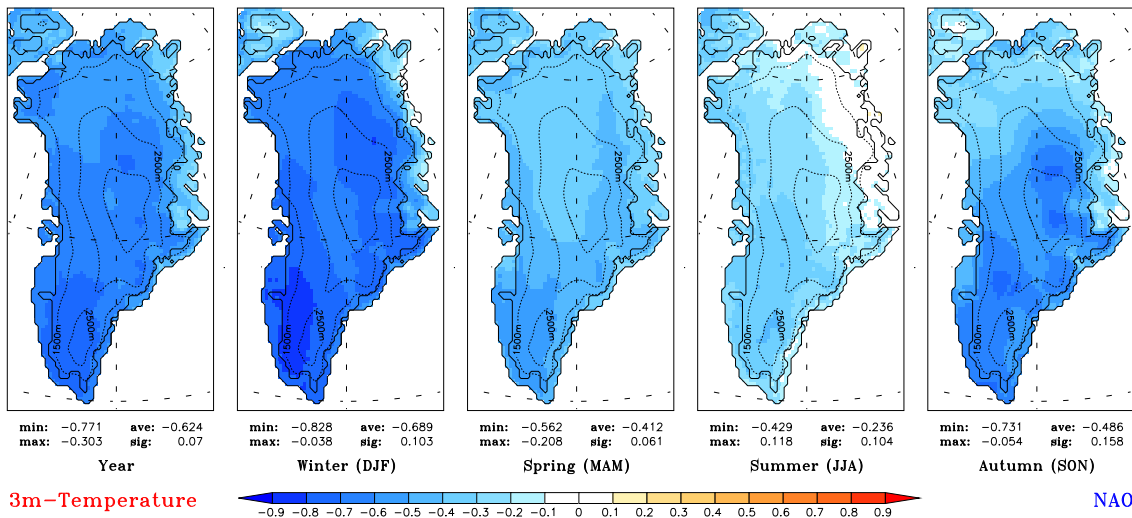 2500m 2500m 2500m 2500m 2500m
1500m 2500m 1500m 2500m 1500m 2500m 1500m 2500m 1500m 2500m
min: −0.771 ave: −0.624 min: −0.828 ave: −0.689 min: −0.562 ave: −0.412 min: −0.429 ave: −0.236 min: −0.731 ave: −0.486
max: −0.303 sig: 0.07 max: −0.038 sig: 0.103 max: −0.208 sig: 0.061 max: 0.118 sig: 0.104 max: −0.054 sig: 0.158
Year Winter (DJF) Spring (MAM) Summer (JJA) Autumn (SON)
3m−Temperature NAO
−0.9 −0.8 −0.7 −0.6 −0.5 −0.4 −0.3 −0.2 −0.1 0 0.1 0.2 0.3 0.4 0.5 0.6 0.7 0.8 0.9